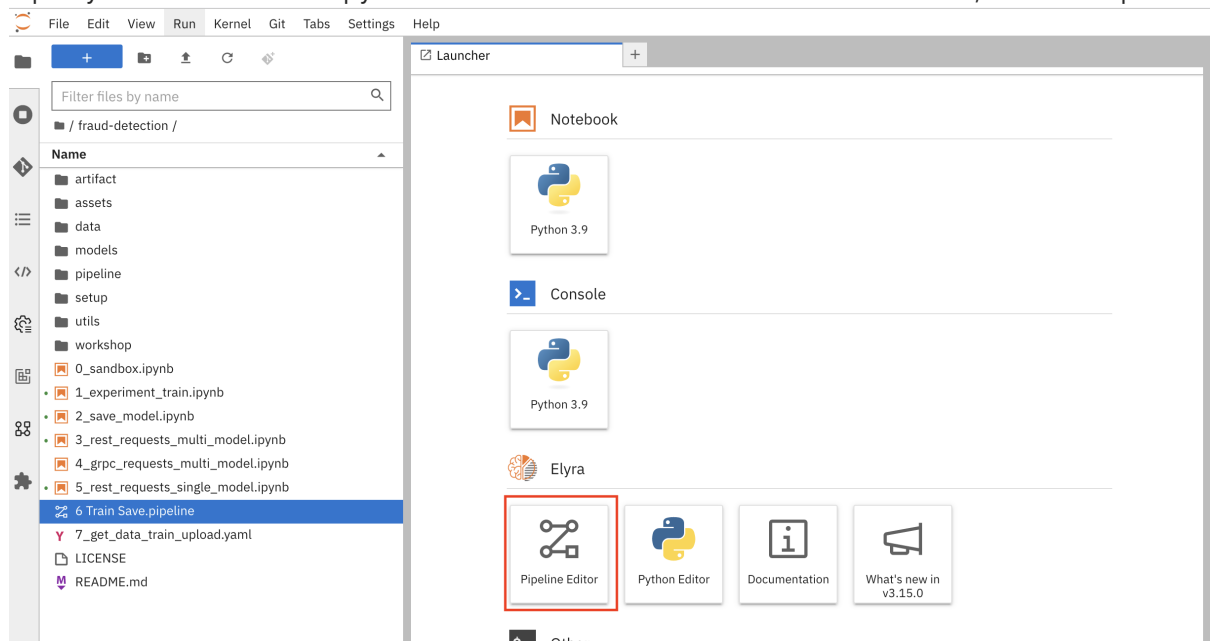 File Edit View Run Kernel Git Tabs Settings Help
Launcher
Filter files by name
/ fraud-detection /
Name
artifact
assets
data
models
pipeline
setup
utils
workshop
0_sandbox.ipynb
1_experiment_train.ipynb
2_save_model.ipynb
3_rest_requests_multi_model.ipynb
4_grpc_requests_multi_model.ipynb
5_rest_requests_single_model.ipynb
6 Train Save.pipeline
Y 7_get_data_train_upload.yaml
LICENSE
M README.md
Notebook
Python 3.9
Console
Python 3.9
Elyra
Pipeline Editor
Python Editor
Documentation
What's new in
v3.15.0